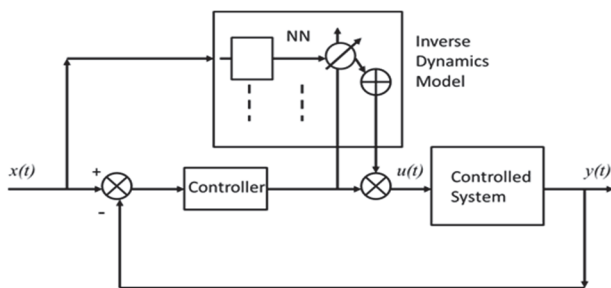 NN
Inverse
Dynamics
Model
x(t)
+
-
Controller
u(t)
Controlled
System
y(t)